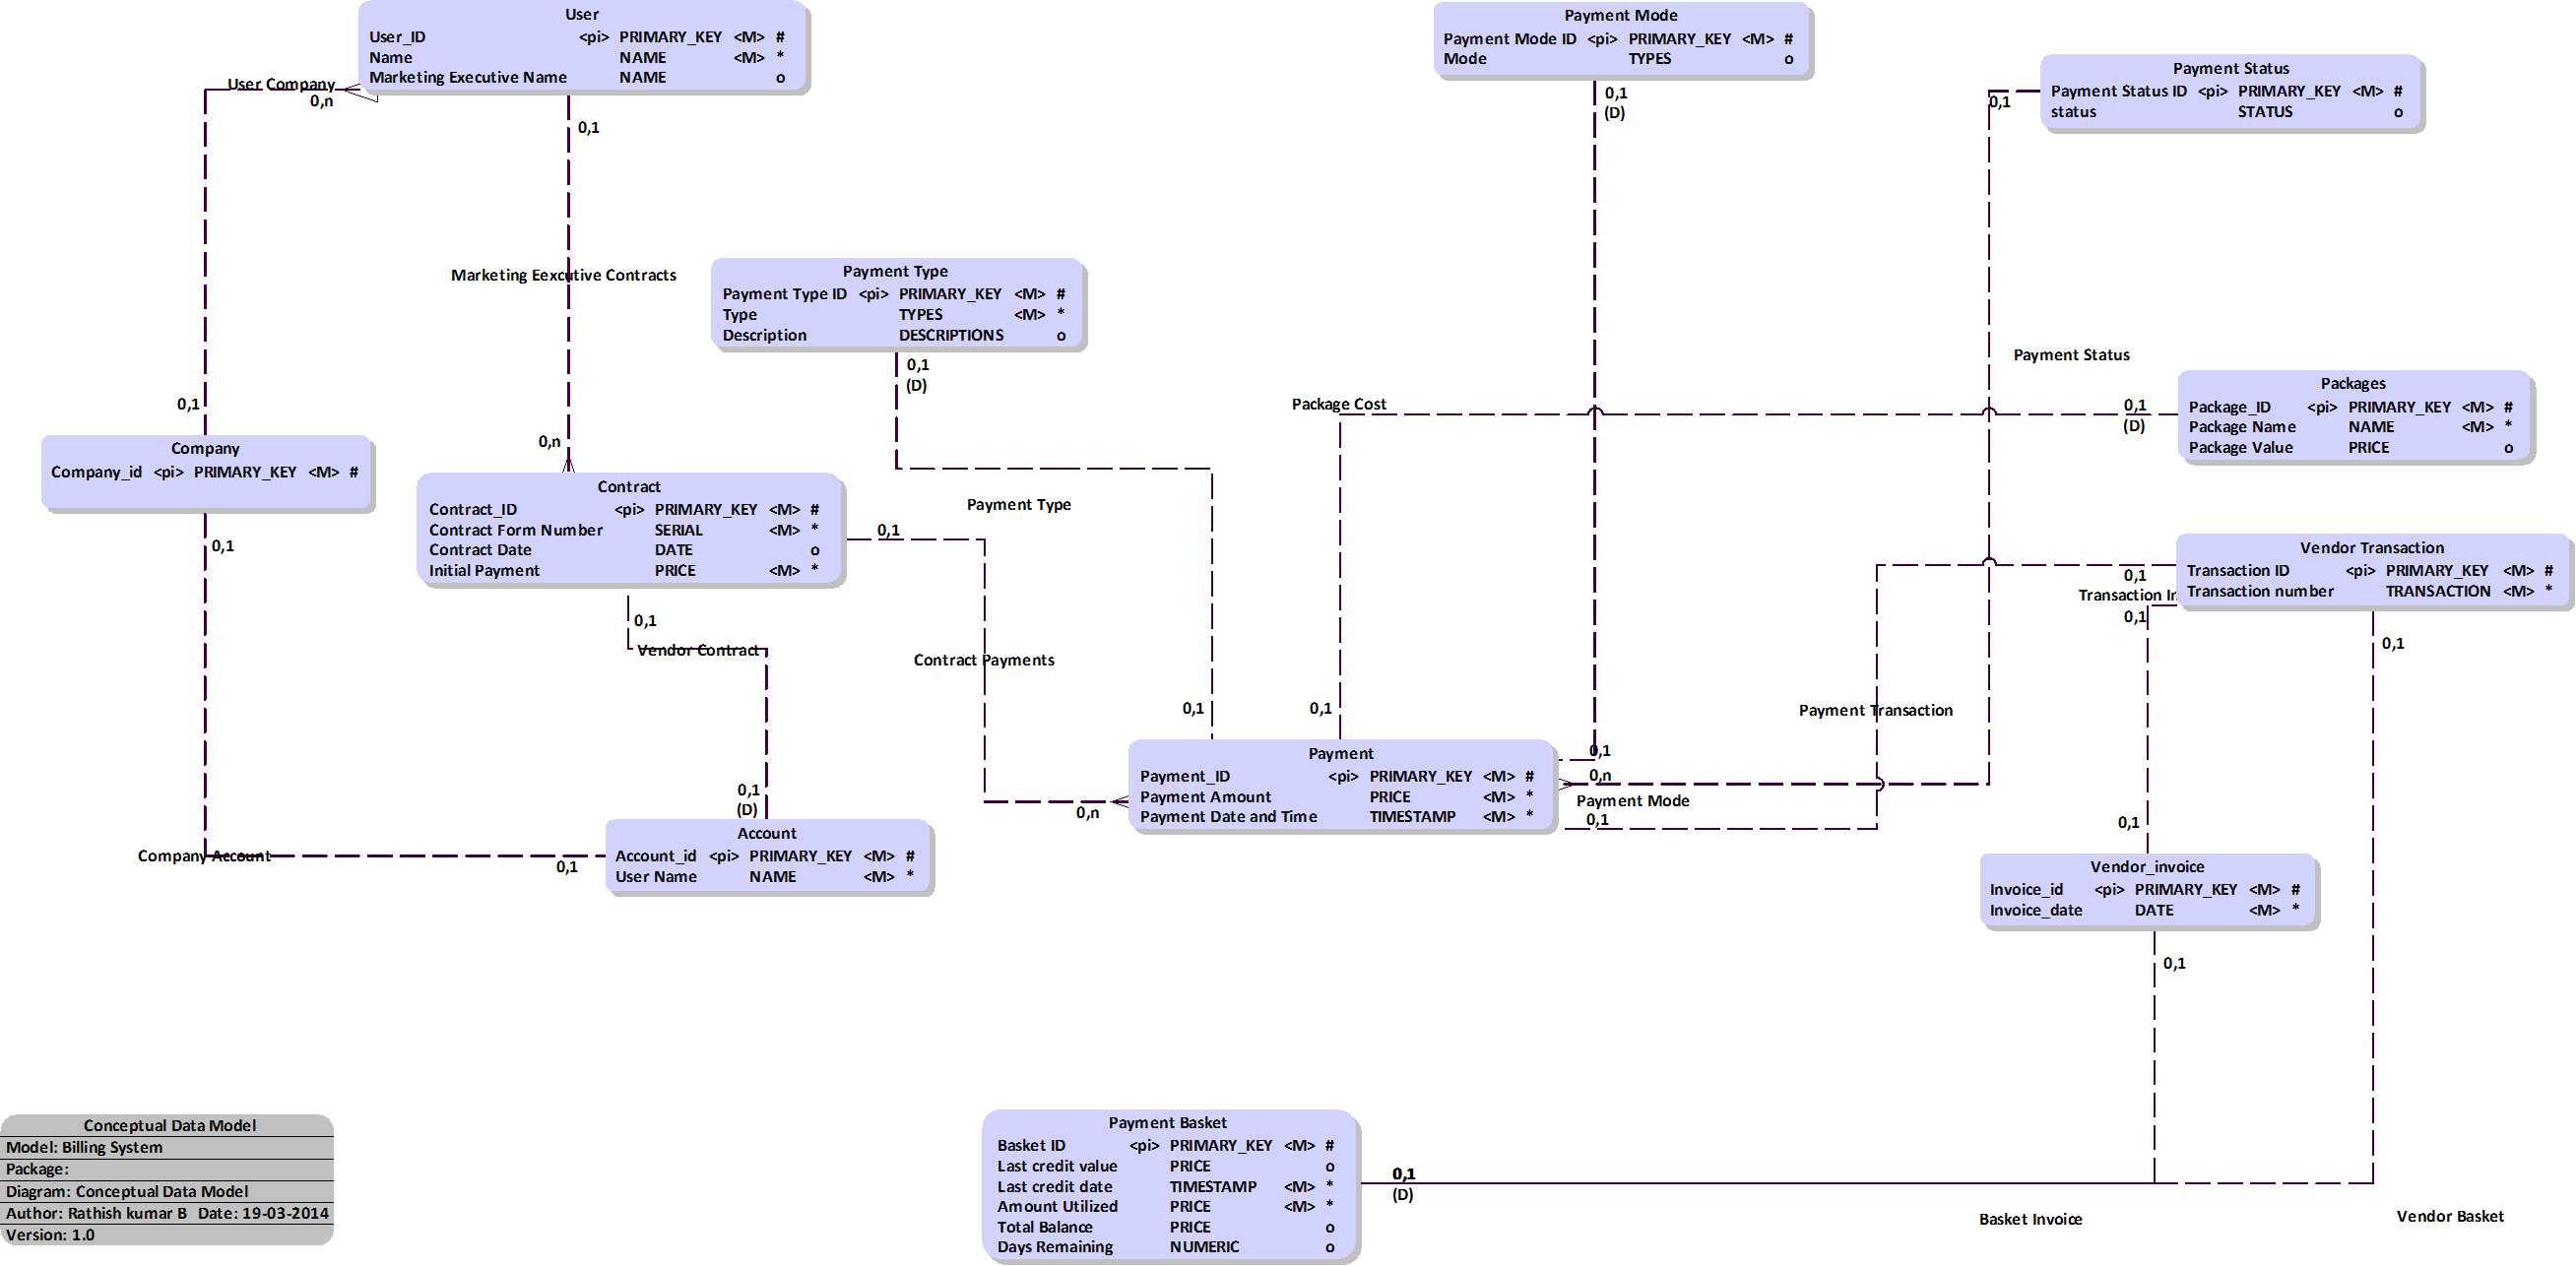 User
User_ID <pi> PRIMARY_KEY <M> #
Name NAME <M> *
Marketing Executive Name NAME o
Payment Mode
Payment Mode ID <pi> PRIMARY_KEY <M> #
Mode TYPES o
Payment Status
Payment Status ID <pi> PRIMARY_KEY <M> #
status STATUS o
User Company
0,n
0,1
0,1
(D)
0,1
Marketing Eexcutive Contracts
Payment Type
Payment Type ID <pi> PRIMARY_KEY <M> #
Type TYPES <M> *
Description DESCRIPTIONS o
0,1
(D)
Payment Status
Packages
Package_ID <pi> PRIMARY_KEY <M> #
Package Name NAME <M> *
Package Value PRICE o
Package Cost
0,1
(D)
0,1
0,n
Company
Company_id <pi> PRIMARY_KEY <M> #
0,1
Contract
Contract_ID <pi> PRIMARY_KEY <M> #
Contract Form Number SERIAL <M> *
Contract Date DATE o
Initial Payment PRICE <M> *
0,1
Payment Type
Vendor Transaction
Transaction ID <pi> PRIMARY_KEY <M> #
Transaction number TRANSACTION <M> *
0,1
Transaction In
0,1
0,1
0,1
Vendor Contract
Contract Payments
0,1
0,1
Payment Transaction
Payment
Payment_ID <pi> PRIMARY_KEY <M> #
Payment Amount PRICE <M> *
Payment Date and Time TIMESTAMP <M> *
0,1
0,n
Payment Mode
0,1
0,n
0,1
(D)
Account
Account_id <pi> PRIMARY_KEY <M> #
User Name NAME <M> *
Company Account
0,1
0,1
Vendor_invoice
Invoice_id <pi> PRIMARY_KEY <M> #
Invoice_date DATE <M> *
0,1
Payment Basket
Basket ID <pi> PRIMARY_KEY <M> #
Last credit value PRICE o
Last credit date TIMESTAMP <M> *
Amount Utilized PRICE <M> *
Total Balance PRICE o
Days Remaining NUMERIC o
0,1
(D)
Basket Invoice
Vendor Basket
Conceptual Data Model
Model: Billing System
Package:
Diagram: Conceptual Data Model
Author: Rathish kumar B Date: 19-03-2014
Version: 1.0